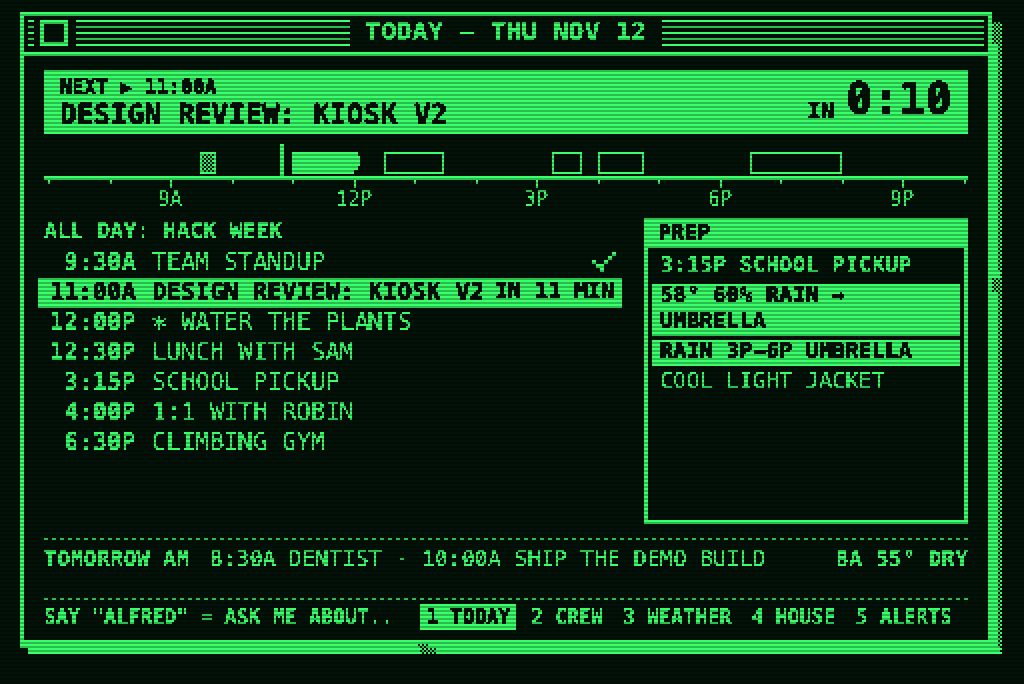 TODAY — THU NOV 12
NEXT ▶ 11:00A
DESIGN REVIEW: KIOSK V2
IN 0:10
9A 12P 3P 6P 9P
ALL DAY: HACK WEEK
9:30A TEAM STANDUP ✓
11:00A DESIGN REVIEW: KIOSK V2 IN 11 MIN
12:00P * WATER THE PLANTS
12:30P LUNCH WITH SAM
3:15P SCHOOL PICKUP
4:00P 1:1 WITH ROBIN
6:30P CLIMBING GYM
PREP
3:15P SCHOOL PICKUP
58° 60% RAIN →
UMBRELLA
RAIN 3P–6P UMBRELLA
COOL LIGHT JACKET
TOMORROW AM 8:30A DENTIST · 10:00A SHIP THE DEMO BUILD 8A 55° DRY
SAY "ALFRED" = ASK ME ABOUT.. 1 TODAY 2 CREW 3 WEATHER 4 HOUSE 5 ALERTS